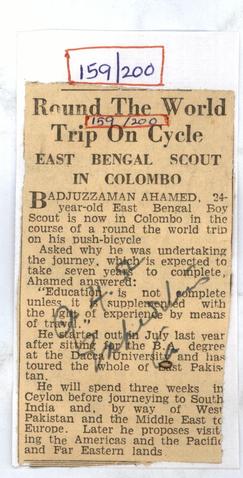 159/200
Round The World
159/200
Trip On Cycle
EAST BENGAL SCOUT
IN COLOMBO
BADJUZZAMAN AHAMED, 24-
year-old East Bengal Boy
Scout is now in Colombo in the
course of a round the world trip
on his push-bicycle
Asked why he was undertaking
the journey, which is expected to
take seven years to complete,
Ahamed answered:
"Education is not complete
unless it is supplemented with
the of experience by means
of travel."
He started out in July last year
after sitting the B.A. degree
at the Dacca University and has
toured the whole of East Pakis-
tan.
He will spend three weeks in
Ceylon before journeying to South
India and, by way of West
Pakistan and the Middle East to
Europe. Later he proposes visit-
ing the Americas and the Pacific
and Far Eastern lands